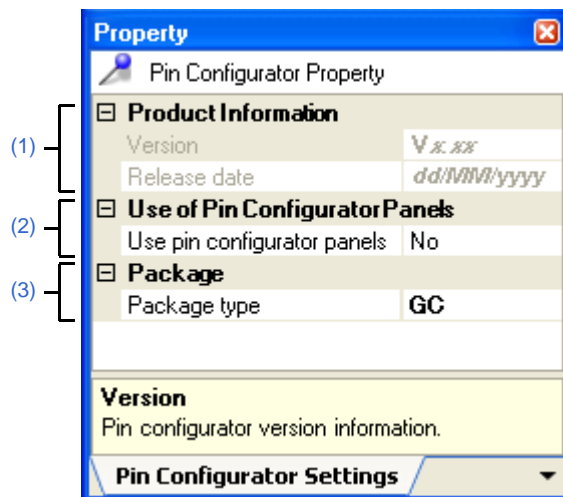 Property
Pin Configurator Property
(1)
Product Information
Version Vx.xx
Release date dd/MM/yyyy
(2)
Use of Pin Configurator Panels
Use pin configurator panels No
(3)
Package
Package type GC
Version
Pin configurator version information.
Pin Configurator Settings